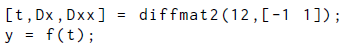 [t,Dx,Dxx] = diffmat2(12,[-1 1]);
y = f(t);